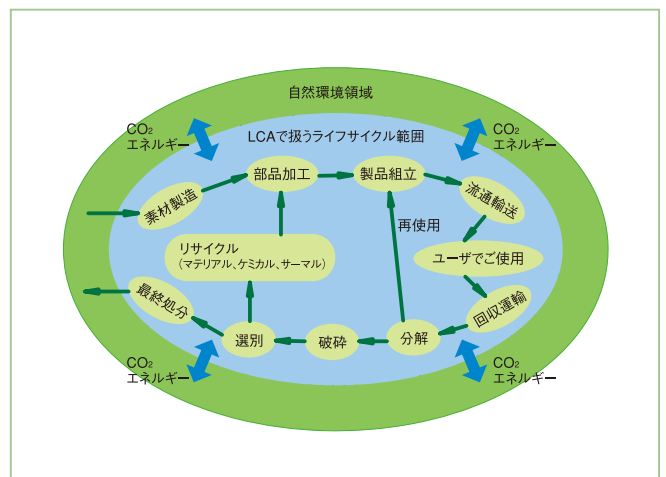 自然環境領域
CO₂
エネルギー
LCAで扱うライフサイクル範囲
CO₂
エネルギー
部品加工
製品組立
素材製造
流通輸送
再使用
リサイクル
（マテリアル、ケミカル、サーマル）
ユーザでご使用
最終処分
回収運輸
選別
破砕
分解
CO₂
エネルギー
CO₂
エネルギー